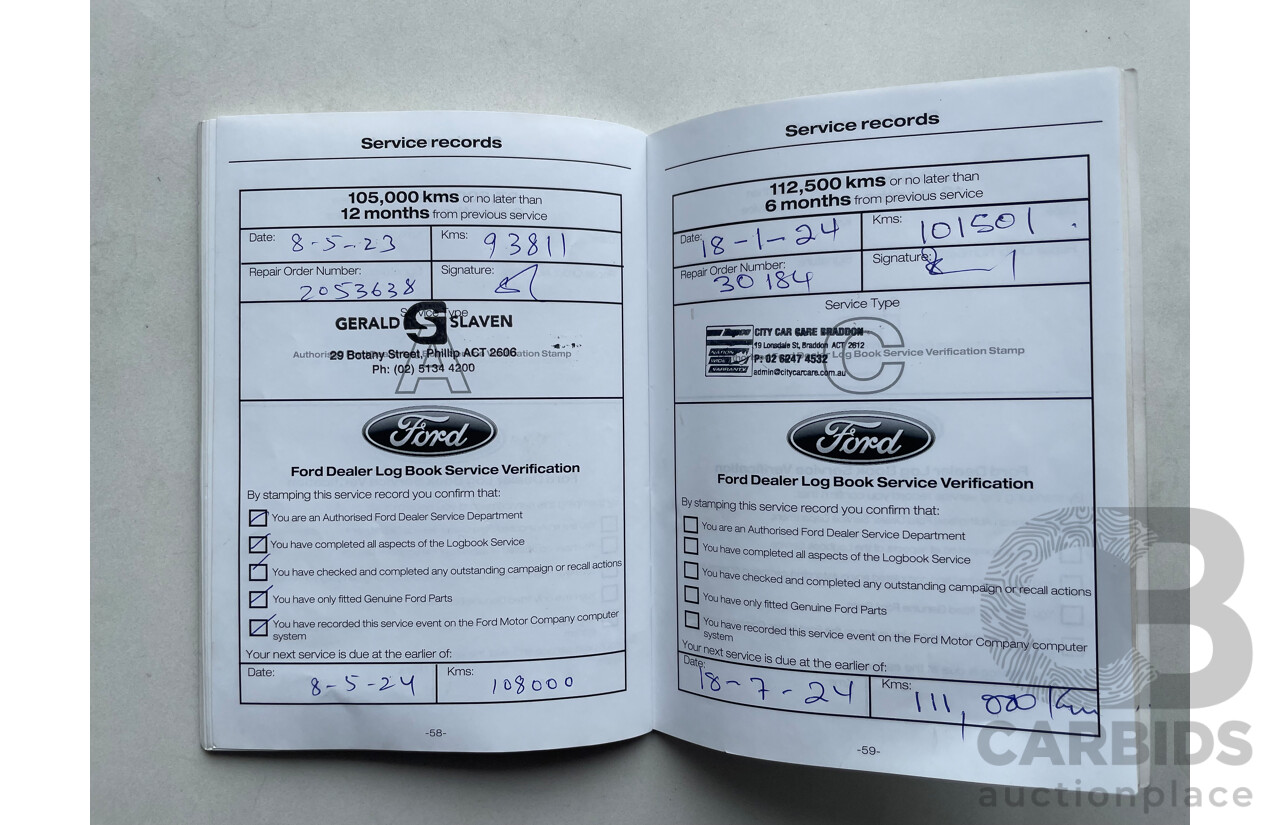 Service records
105,000 kms or no later than
12 months from previous service
Date: 8-5-23 Kms: 93811
Repair Order Number: 2053638 Signature:
Service Type
GERALD S SLAVEN
29 Botany Street, Phillip ACT 2606
Ph: (02) 5134 4200
A
Ford
Ford Dealer Log Book Service Verification
By stamping this service record you confirm that:
You are an Authorised Ford Dealer Service Department
You have completed all aspects of the Logbook Service
You have checked and completed any outstanding campaign or recall actions
You have only fitted Genuine Ford Parts
You have recorded this service event on the Ford Motor Company computer
system
Your next service is due at the earlier of:
Date: 8-5-24 Kms: 108000
-58-
Service records
112,500 kms or no later than
6 months from previous service
Date: 18-1-24 Kms: 101501
Repair Order Number: 30184 Signature:
Service Type
CITY CAR CARE BRADDON
19 Lonsdale St, Braddon ACT 2612
P: 02 6247 4532
Log Book Service Verification Stamp
admin@citycarcare.com.au
C
Ford
Ford Dealer Log Book Service Verification
By stamping this service record you confirm that:
You are an Authorised Ford Dealer Service Department
You have completed all aspects of the Logbook Service
You have checked and completed any outstanding campaign or recall actions
You have only fitted Genuine Ford Parts
You have recorded this service event on the Ford Motor Company computer
system
Your next service is due at the earlier of:
Date: 18-7-24 Kms: 111,000 Km
-59-
CB
CARBIDS
auctionplace